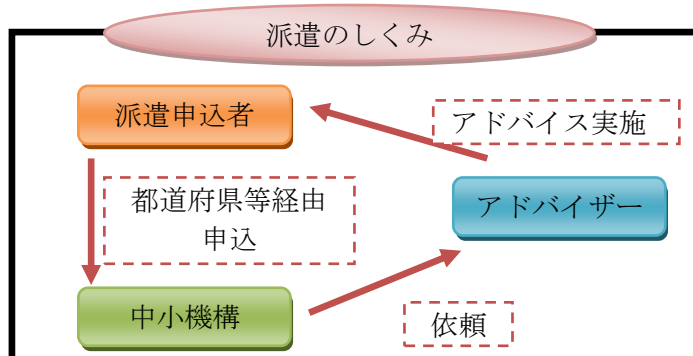 派遣のしくみ
派遣申込者
アドバイス実施
都道府県等経由
申込
アドバイザー
中小機構
依頼